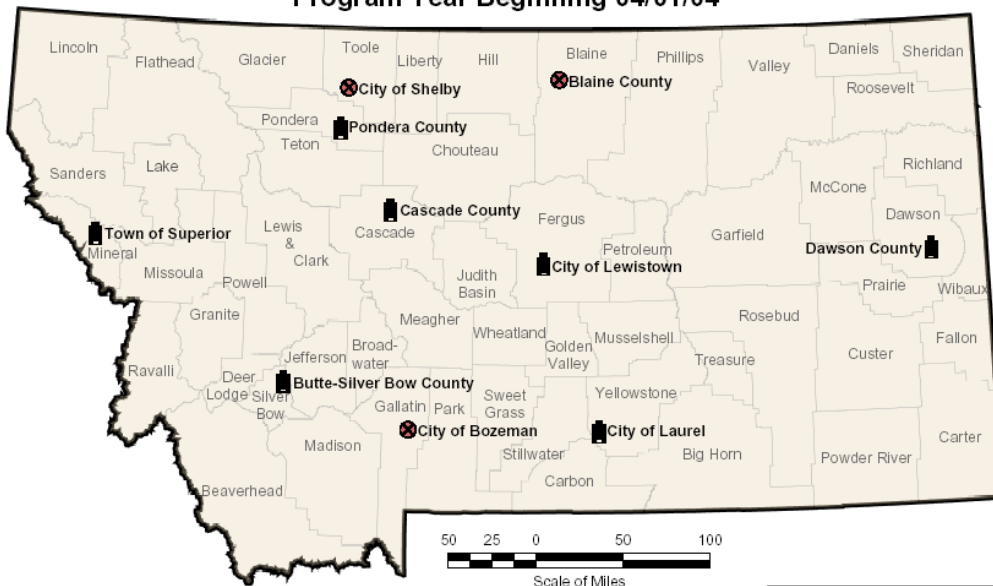 Program Year Beginning 04/01/04
Lincoln
Flathead
Glacier
Toole
Liberty
Hill
Blaine
Phillips
Valley
Daniels
Sheridan
Roosevelt
City of Shelby
Blaine County
Pondera
Pondera County
Teton
Chouteau
Sanders
Lake
Richland
McCone
Dawson
Cascade County
Cascade
Fergus
Lewis
&
Clark
Town of Superior
Mineral
Missoula
Powell
Petroleum
Garfield
Dawson County
City of Lewistown
Judith
Basin
Prairie
Wibaux
Granite
Meagher
Wheatland
Golden
Valley
Musselshell
Rosebud
Treasure
Custer
Fallon
Jefferson
Broad-
water
Ravalli
Deer
Lodge
Silver
Bow
Butte-Silver Bow County
Gallatin
Park
Sweet
Grass
Yellowstone
City of Bozeman
City of Laurel
Madison
Stillwater
Big Horn
Carbon
Powder River
Carter
Beaverhead
50 25 0 50 100
Scale of Miles